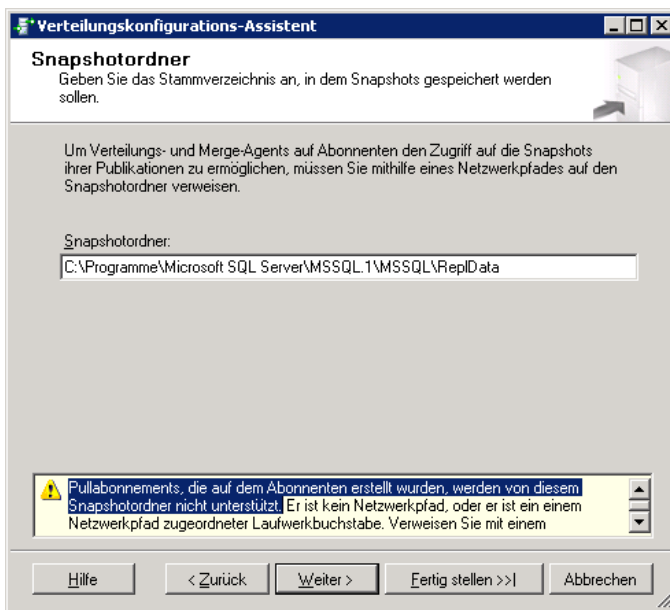 Verteilungskonfigurations-Assistent
Snapshotordner
Geben Sie das Stammverzeichnis an, in dem Snapshots gespeichert werden
sollen.
Um Verteilungs- und Merge-Agents auf Abonnenten den Zugriff auf die Snapshots
ihrer Publikationen zu ermöglichen, müssen Sie mithilfe eines Netzwerkpfades auf den
Snapshotordner verweisen.
Snapshotordner:
C:\Programme\Microsoft SQL Server\MSSQL.1\MSSQL\ReplData
Pullabonnements, die auf dem Abonnenten erstellt wurden, werden von diesem
Snapshotordner nicht unterstützt. Er ist kein Netzwerkpfad, oder er ist ein einem
Netzwerkpfad zugeordneter Laufwerkbuchstabe. Verweisen Sie mit einem
Hilfe
< Zurück
Weiter >
Fertig stellen >>|
Abbrechen